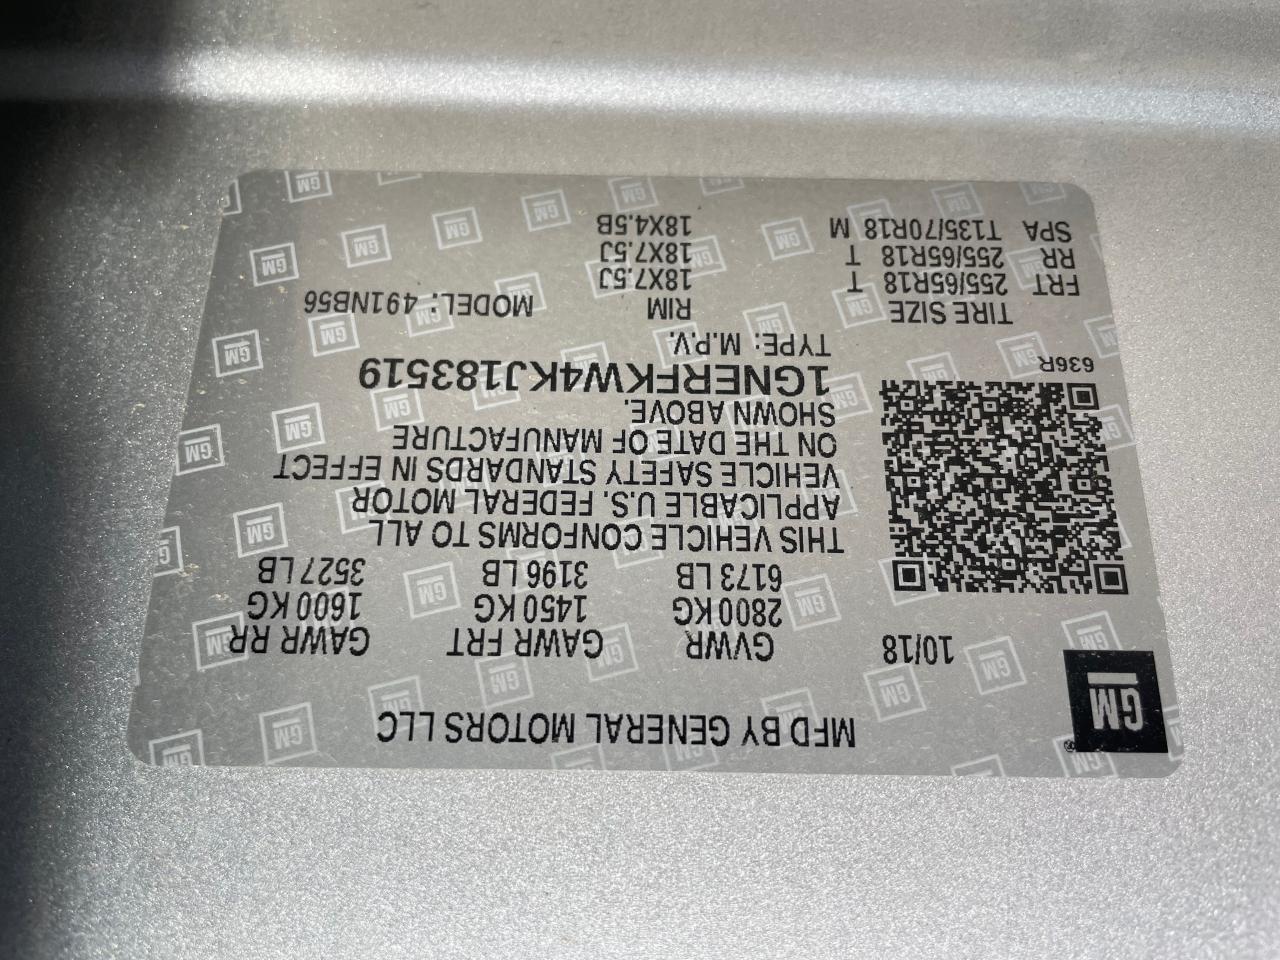 GM
MFD BY GENERAL MOTORS LLC
10/18 GVWR GAWR FRT GAWR RR
2800 KG 1450 KG 1600 KG
6173 LB 3196 LB 3527 LB
THIS VEHICLE CONFORMS TO ALL
APPLICABLE U.S. FEDERAL MOTOR
VEHICLE SAFETY STANDARDS IN EFFECT
ON THE DATE OF MANUFACTURE
SHOWN ABOVE.
1GNERFKW4KJ183519
636R
TYPE: M.P.V.
TIRE SIZE RIM MODEL: 491NB56
FRT 255/65R18 T 18X7.5J
RR 255/65R18 T 18X7.5J
SPA T135/70R18 M 18X4.5B